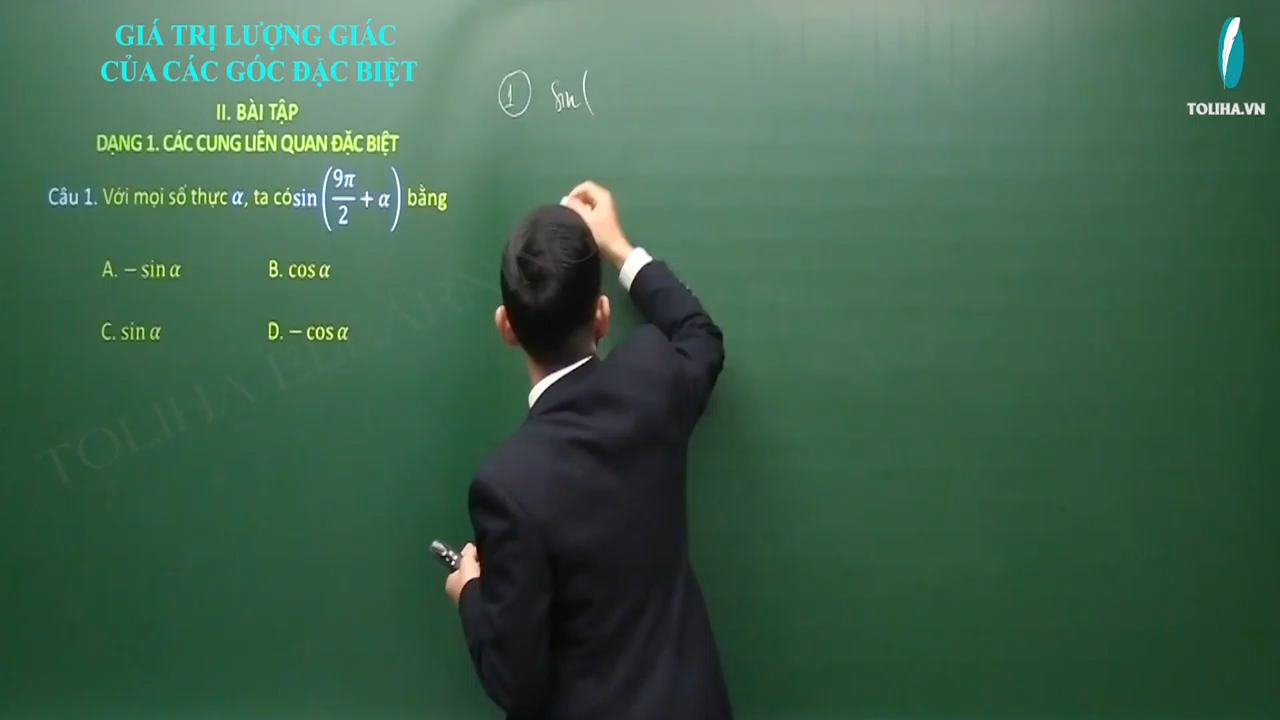 GIÁ TRỊ LƯỢNG GIÁC
CỦA CÁC GÓC ĐẶC BIỆT
II. BÀI TẬP
DẠNG 1. CÁC CUNG LIÊN QUAN ĐẶC BIỆT
Câu 1. Với mọi số thực α, ta có sin(9π/2 + α) bằng
A. − sin α B. cos α
C. sin α D. − cos α
① sin(
TOLIHA.VN
TOLIHA ELEARN